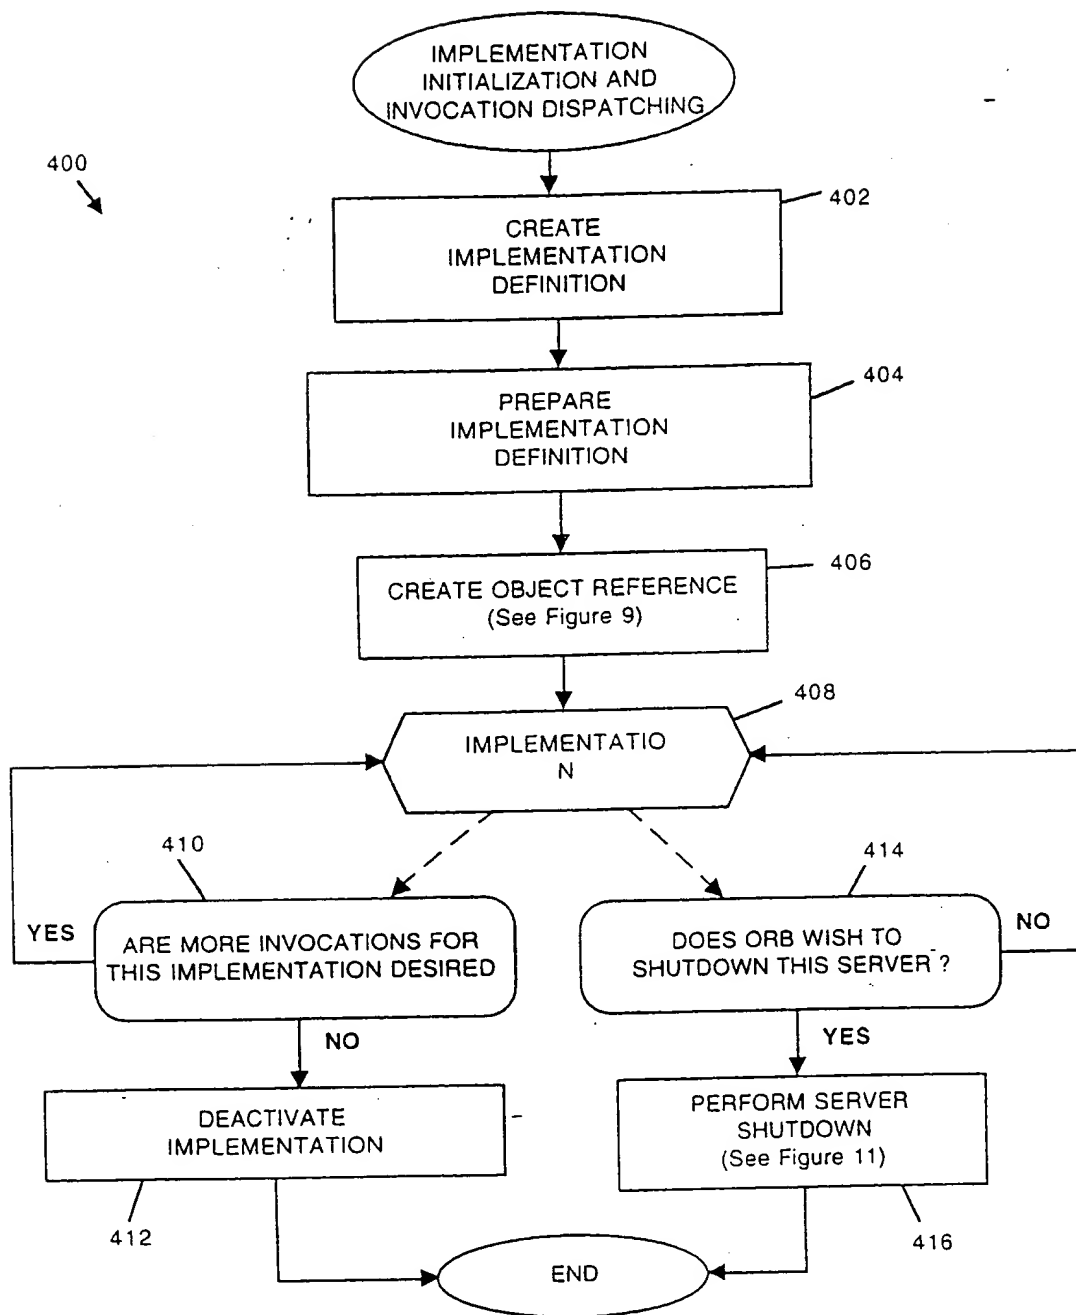 IMPLEMENTATION
INITIALIZATION AND
INVOCATION DISPATCHING
400
402
CREATE
IMPLEMENTATION
DEFINITION
404
PREPARE
IMPLEMENTATION
DEFINITION
406
CREATE OBJECT REFERENCE
(See Figure 9)
408
IMPLEMENTATIO
N
410
414
YES
ARE MORE INVOCATIONS FOR
THIS IMPLEMENTATION DESIRED
DOES ORB WISH TO
SHUTDOWN THIS SERVER ?
NO
NO
YES
DEACTIVATE
IMPLEMENTATION
PERFORM SERVER
SHUTDOWN
(See Figure 11)
412
416
END